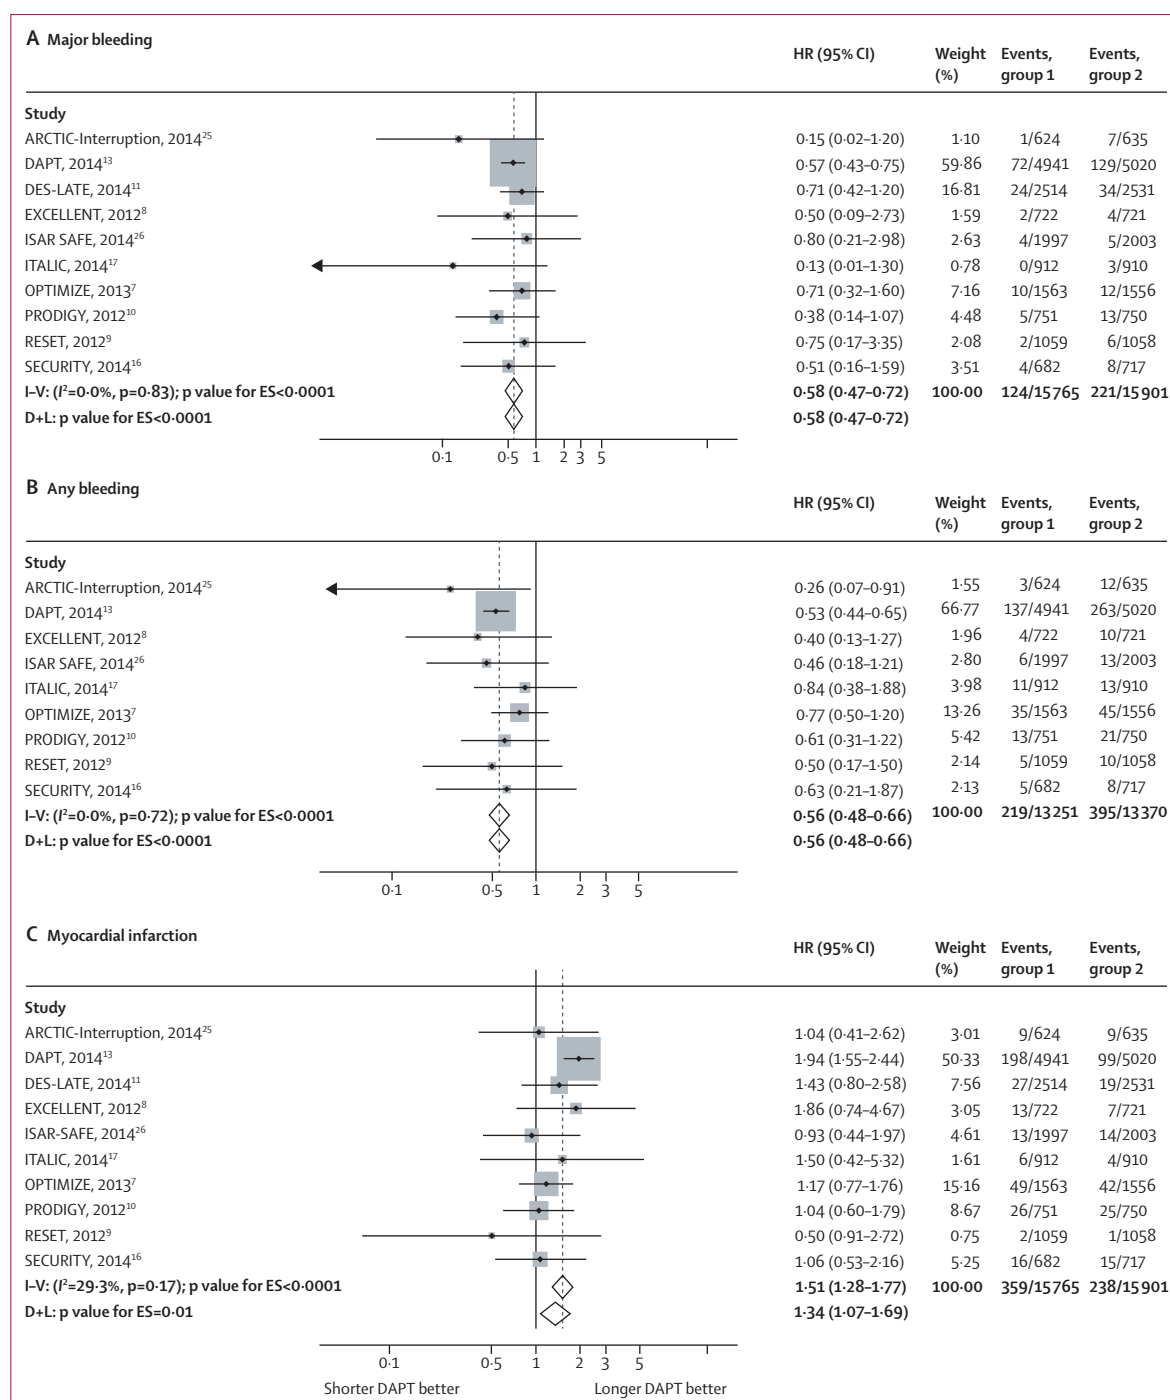 A Major bleeding
HR (95% CI) Weight (%) Events, group 1 Events, group 2
Study
ARCTIC-Interruption, 2014²⁵ 0·15 (0·02–1·20) 1·10 1/624 7/635
DAPT, 2014¹³ 0·57 (0·43–0·75) 59·86 72/4941 129/5020
DES-LATE, 2014¹¹ 0·71 (0·42–1·20) 16·81 24/2514 34/2531
EXCELLENT, 2012⁸ 0·50 (0·09–2·73) 1·59 2/722 4/721
ISAR SAFE, 2014²⁶ 0·80 (0·21–2·98) 2·63 4/1997 5/2003
ITALIC, 2014¹⁷ 0·13 (0·01–1·30) 0·78 0/912 3/910
OPTIMIZE, 2013⁷ 0·71 (0·32–1·60) 7·16 10/1563 12/1556
PRODIGY, 2012¹⁰ 0·38 (0·14–1·07) 4·48 5/751 13/750
RESET, 2012⁹ 0·75 (0·17–3·35) 2·08 2/1059 6/1058
SECURITY, 2014¹⁶ 0·51 (0·16–1·59) 3·51 4/682 8/717
I–V: (I²=0·0%, p=0·83); p value for ES<0·0001 0·58 (0·47–0·72) 100·00 124/15765 221/15901
D+L: p value for ES<0·0001 0·58 (0·47–0·72)
0·1 0·5 1 2 3 5
B Any bleeding
HR (95% CI) Weight (%) Events, group 1 Events, group 2
Study
ARCTIC-Interruption, 2014²⁵ 0·26 (0·07–0·91) 1·55 3/624 12/635
DAPT, 2014¹³ 0·53 (0·44–0·65) 66·77 137/4941 263/5020
EXCELLENT, 2012⁸ 0·40 (0·13–1·27) 1·96 4/722 10/721
ISAR SAFE, 2014²⁶ 0·46 (0·18–1·21) 2·80 6/1997 13/2003
ITALIC, 2014¹⁷ 0·84 (0·38–1·88) 3·98 11/912 13/910
OPTIMIZE, 2013⁷ 0·77 (0·50–1·20) 13·26 35/1563 45/1556
PRODIGY, 2012¹⁰ 0·61 (0·31–1·22) 5·42 13/751 21/750
RESET, 2012⁹ 0·50 (0·17–1·50) 2·14 5/1059 10/1058
SECURITY, 2014¹⁶ 0·63 (0·21–1·87) 2·13 5/682 8/717
I–V: (I²=0·0%, p=0·72); p value for ES<0·0001 0·56 (0·48–0·66) 100·00 219/13251 395/13370
D+L: p value for ES<0·0001 0·56 (0·48–0·66)
0·1 0·5 1 2 3 5
C Myocardial infarction
HR (95% CI) Weight (%) Events, group 1 Events, group 2
Study
ARCTIC-Interruption, 2014²⁵ 1·04 (0·41–2·62) 3·01 9/624 9/635
DAPT, 2014¹³ 1·94 (1·55–2·44) 50·33 198/4941 99/5020
DES-LATE, 2014¹¹ 1·43 (0·80–2·58) 7·56 27/2514 19/2531
EXCELLENT, 2012⁸ 1·86 (0·74–4·67) 3·05 13/722 7/721
ISAR-SAFE, 2014²⁶ 0·93 (0·44–1·97) 4·61 13/1997 14/2003
ITALIC, 2014¹⁷ 1·50 (0·42–5·32) 1·61 6/912 4/910
OPTIMIZE, 2013⁷ 1·17 (0·77–1·76) 15·16 49/1563 42/1556
PRODIGY, 2012¹⁰ 1·04 (0·60–1·79) 8·67 26/751 25/750
RESET, 2012⁹ 0·50 (0·91–2·72) 0·75 2/1059 1/1058
SECURITY, 2014¹⁶ 1·06 (0·53–2·16) 5·25 16/682 15/717
I–V: (I²=29·3%, p=0·17); p value for ES<0·0001 1·51 (1·28–1·77) 100·00 359/15765 238/15901
D+L: p value for ES=0·01 1·34 (1·07–1·69)
0·1 0·5 1 2 3 5
Shorter DAPT better Longer DAPT better